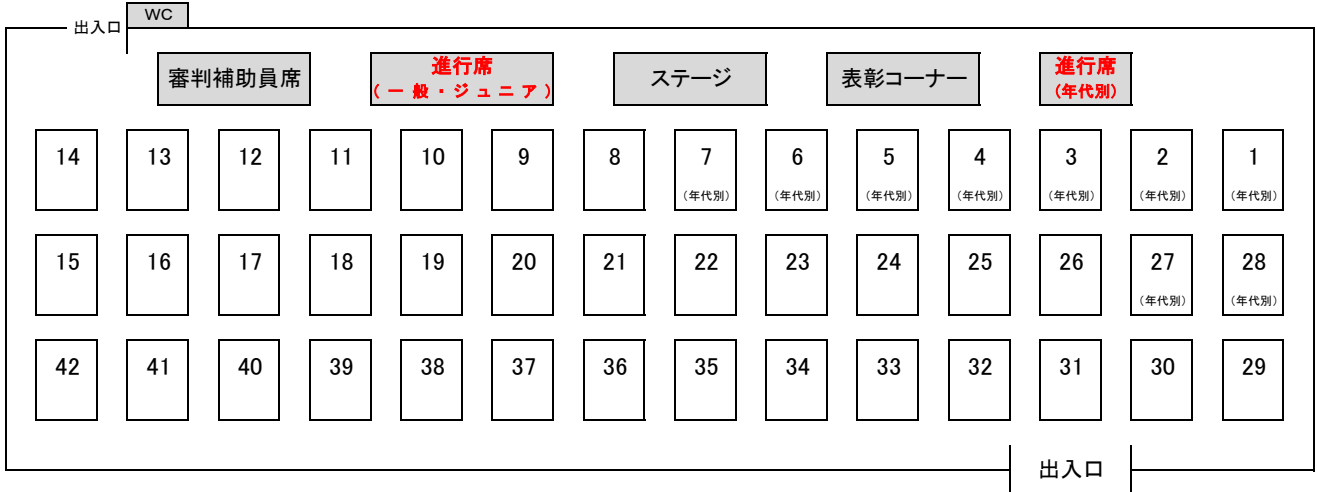 WC
出入口
審判補助員席
進行席
(一般・ジュニア)
ステージ
表彰コーナー
進行席
(年代別)
14 13 12 11 10 9 8 7 6 5 4 3 2 1
(年代別) (年代別) (年代別) (年代別) (年代別) (年代別) (年代別)
15 16 17 18 19 20 21 22 23 24 25 26 27 28
(年代別) (年代別)
42 41 40 39 38 37 36 35 34 33 32 31 30 29
出入口